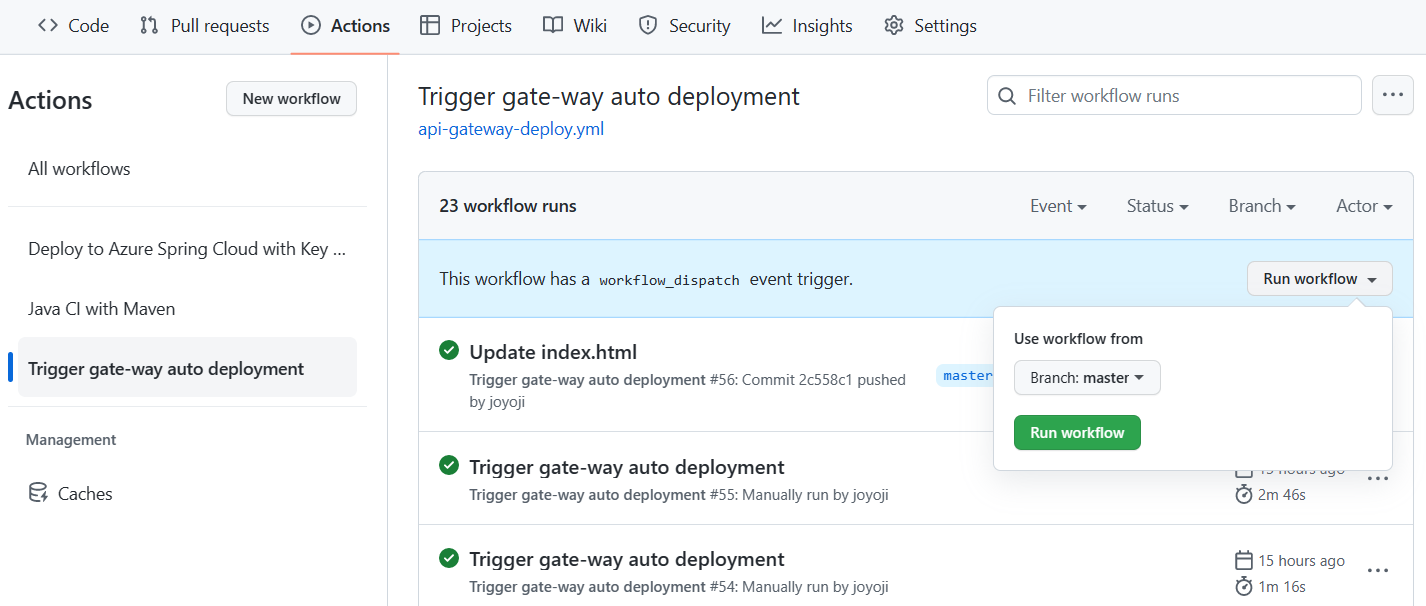 Code Pull requests Actions Projects Wiki Security Insights Settings
Actions
New workflow
All workflows
Deploy to Azure Spring Cloud with Key ...
Java CI with Maven
Trigger gate-way auto deployment
Management
Caches
Trigger gate-way auto deployment
api-gateway-deploy.yml
Filter workflow runs
23 workflow runs
Event Status Branch Actor
This workflow has a workflow_dispatch event trigger.
Run workflow
Use workflow from
Branch: master
Run workflow
Update index.html
Trigger gate-way auto deployment #56: Commit 2c558c1 pushed
by joyoji
master
Trigger gate-way auto deployment
Trigger gate-way auto deployment #55: Manually run by joyoji
15 hours ago
2m 46s
Trigger gate-way auto deployment
Trigger gate-way auto deployment #54: Manually run by joyoji
15 hours ago
1m 16s